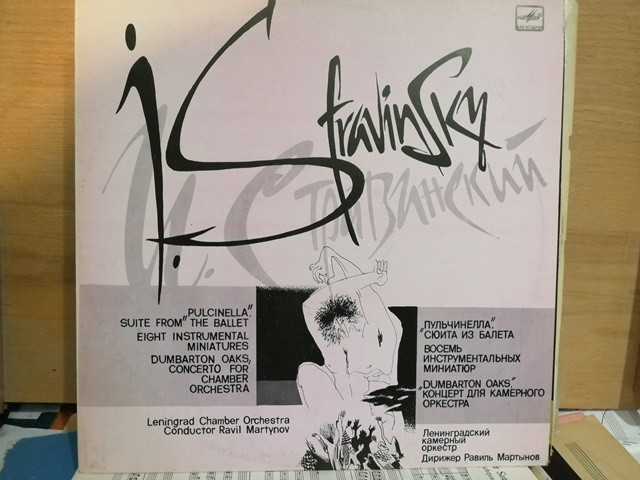 I. Stravinsky
И. Стравинский
МЕЛОДИЯ
„PULCINELLA”,
SUITE FROM THE BALLET
EIGHT INSTRUMENTAL
MINIATURES
DUMBARTON OAKS,
CONCERTO FOR
CHAMBER
ORCHESTRA
Leningrad Chamber Orchestra
Conductor Ravil Martynov
„ПУЛЬЧИНЕЛЛА”,
СЮИТА ИЗ БАЛЕТА
ВОСЕМЬ
ИНСТРУМЕНТАЛЬНЫХ
МИНИАТЮР
„DUMBARTON OAKS,”
КОНЦЕРТ ДЛЯ КАМЕРНОГО
ОРКЕСТРА
Ленинградский
камерный
оркестр
Дирижер Равиль Мартынов